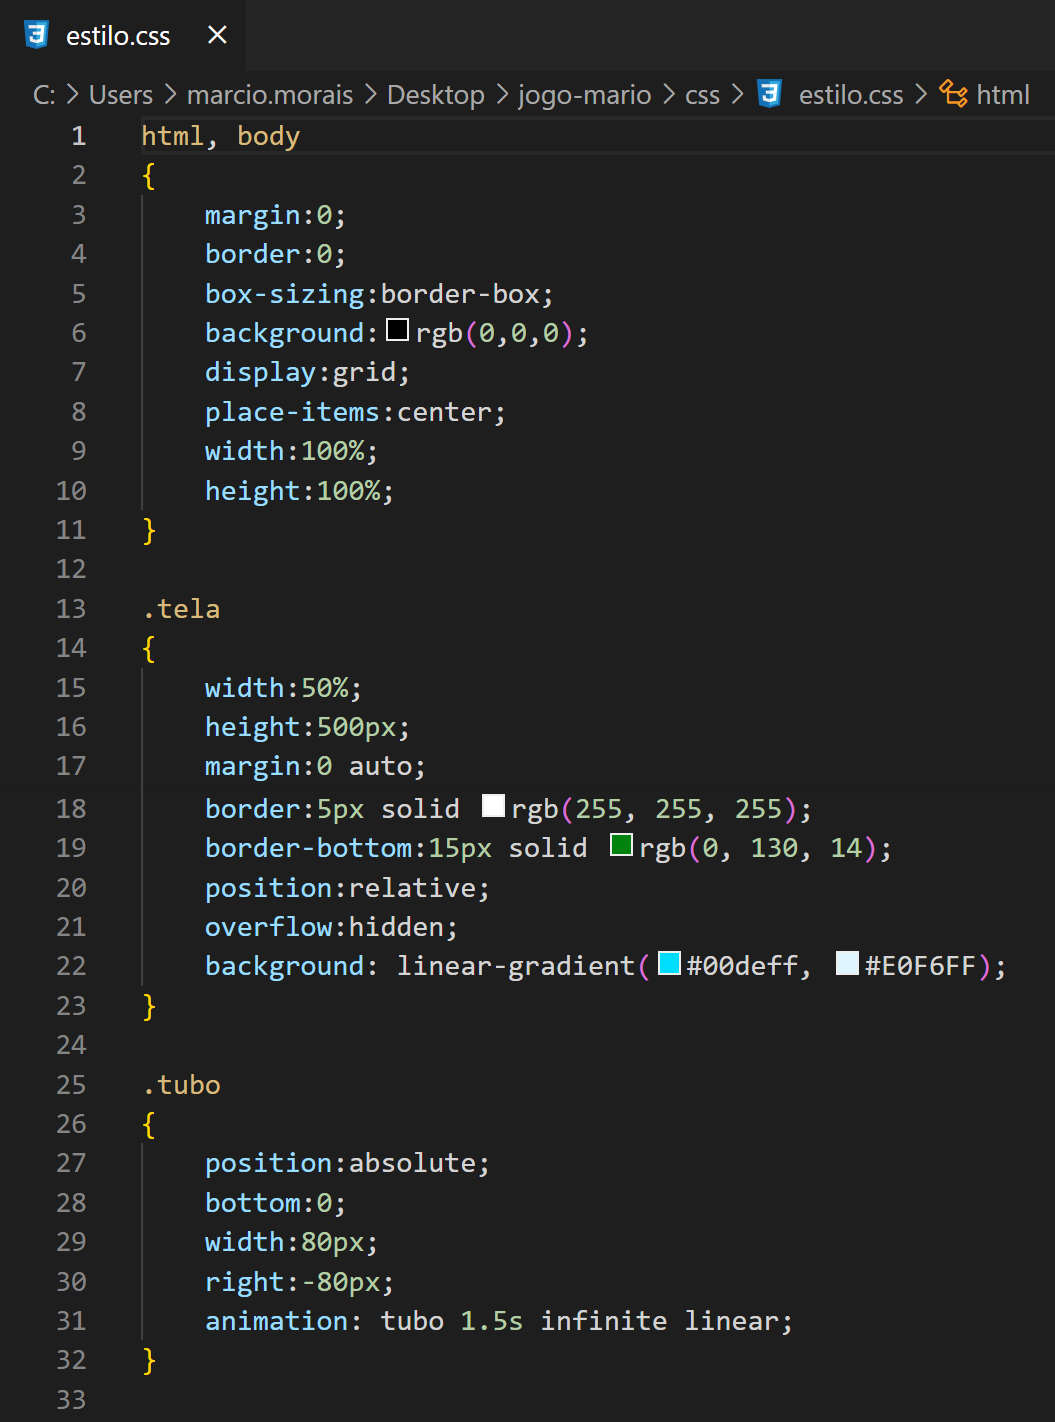 estilo.css ×
C: > Users > marcio.morais > Desktop > jogo-mario > css > estilo.css > html
1 html, body
2 {
3     margin:0;
4     border:0;
5     box-sizing:border-box;
6     background:rgb(0,0,0);
7     display:grid;
8     place-items:center;
9     width:100%;
10     height:100%;
11 }
12
13 .tela
14 {
15     width:50%;
16     height:500px;
17     margin:0 auto;
18     border:5px solid rgb(255, 255, 255);
19     border-bottom:15px solid rgb(0, 130, 14);
20     position:relative;
21     overflow:hidden;
22     background: linear-gradient(#00deff, #E0F6FF);
23 }
24
25 .tubo
26 {
27     position:absolute;
28     bottom:0;
29     width:80px;
30     right:-80px;
31     animation: tubo 1.5s infinite linear;
32 }
33